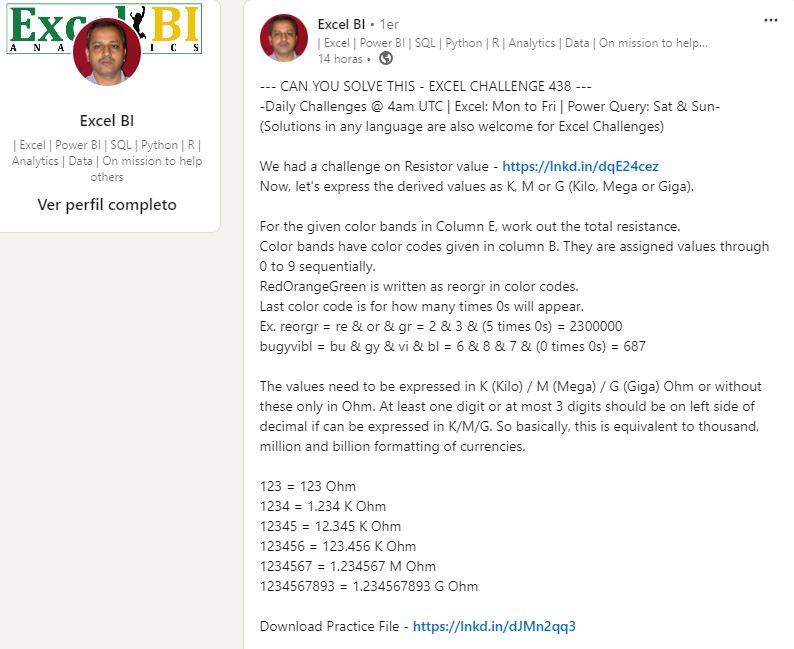 Excel BI
ANALYTICS
Excel BI
| Excel | Power BI | SQL | Python | R |
Analytics | Data | On mission to help
others
Ver perfil completo
Excel BI • 1er
| Excel | Power BI | SQL | Python | R | Analytics | Data | On mission to help...
14 horas •
--- CAN YOU SOLVE THIS - EXCEL CHALLENGE 438 ---
-Daily Challenges @ 4am UTC | Excel: Mon to Fri | Power Query: Sat & Sun-
(Solutions in any language are also welcome for Excel Challenges)
We had a challenge on Resistor value - https://lnkd.in/dqE24cez
Now, let's express the derived values as K, M or G (Kilo, Mega or Giga).
For the given color bands in Column E, work out the total resistance.
Color bands have color codes given in column B. They are assigned values through
0 to 9 sequentially.
RedOrangeGreen is written as reorgr in color codes.
Last color code is for how many times 0s will appear.
Ex. reorgr = re & or & gr = 2 & 3 & (5 times 0s) = 2300000
bugyvibl = bu & gy & vi & bl = 6 & 8 & 7 & (0 times 0s) = 687
The values need to be expressed in K (Kilo) / M (Mega) / G (Giga) Ohm or without
these only in Ohm. At least one digit or at most 3 digits should be on left side of
decimal if can be expressed in K/M/G. So basically, this is equivalent to thousand,
million and billion formatting of currencies.
123 = 123 Ohm
1234 = 1.234 K Ohm
12345 = 12.345 K Ohm
123456 = 123.456 K Ohm
1234567 = 1.234567 M Ohm
1234567893 = 1.234567893 G Ohm
Download Practice File - https://lnkd.in/dJMn2qq3